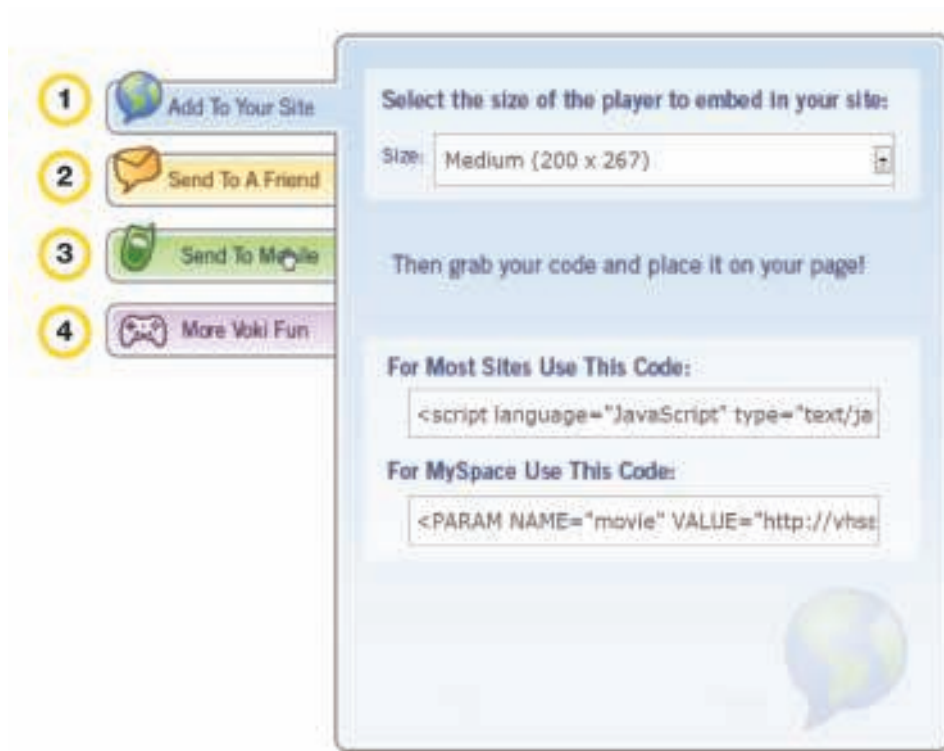 1 Add To Your Site
2 Send To A Friend
3 Send To Mobile
4 More Voki Fun
Select the size of the player to embed in your site:
Size: Medium (200 x 267)
Then grab your code and place it on your page!
For Most Sites Use This Code:
<script language="JavaScript" type="text/ja
For MySpace Use This Code:
<PARAM NAME="movie" VALUE="http://vhss